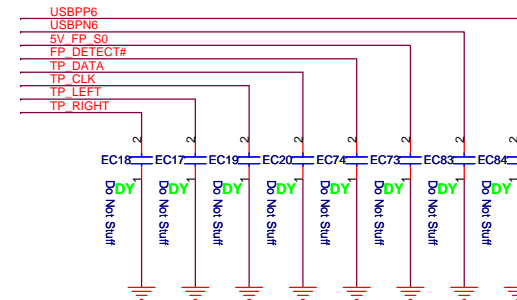 USBPP6
USBPN6
5V_FP_S0
FP_DETECT#
TP_DATA
TP_CLK
TP_LEFT
TP_RIGHT
2 2 2 2 2 2 2 2
EC18 EC17 EC19 EC20 EC74 EC73 EC83 EC84
1 1 1 1 1 1 1 1
DY DY DY DY DY DY DY DY
Do Not Stuff
Do Not Stuff
Do Not Stuff
Do Not Stuff
Do Not Stuff
Do Not Stuff
Do Not Stuff
Do Not Stuff